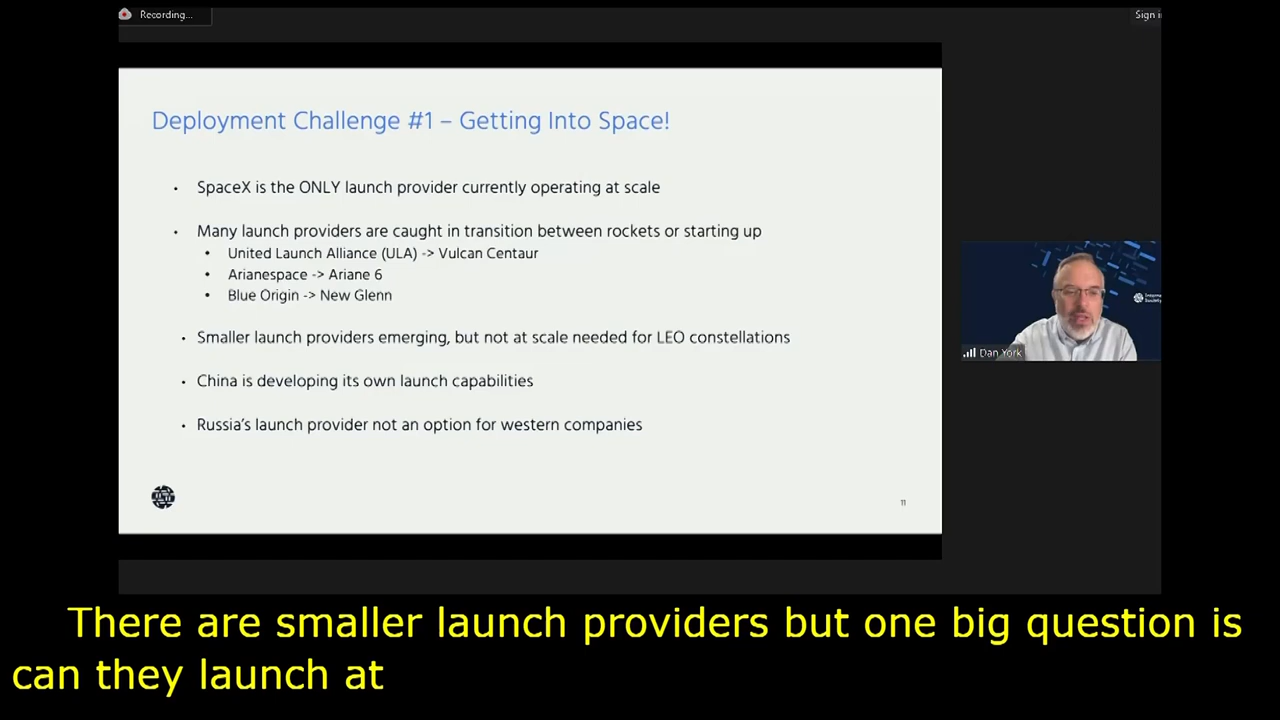 Recording...
Sign i
Deployment Challenge #1 – Getting Into Space!
• SpaceX is the ONLY launch provider currently operating at scale
• Many launch providers are caught in transition between rockets or starting up
• United Launch Alliance (ULA) -> Vulcan Centaur
• Arianespace -> Ariane 6
• Blue Origin -> New Glenn
• Smaller launch providers emerging, but not at scale needed for LEO constellations
• China is developing its own launch capabilities
• Russia's launch provider not an option for western companies
11
Dan York
There are smaller launch providers but one big question is
can they launch at